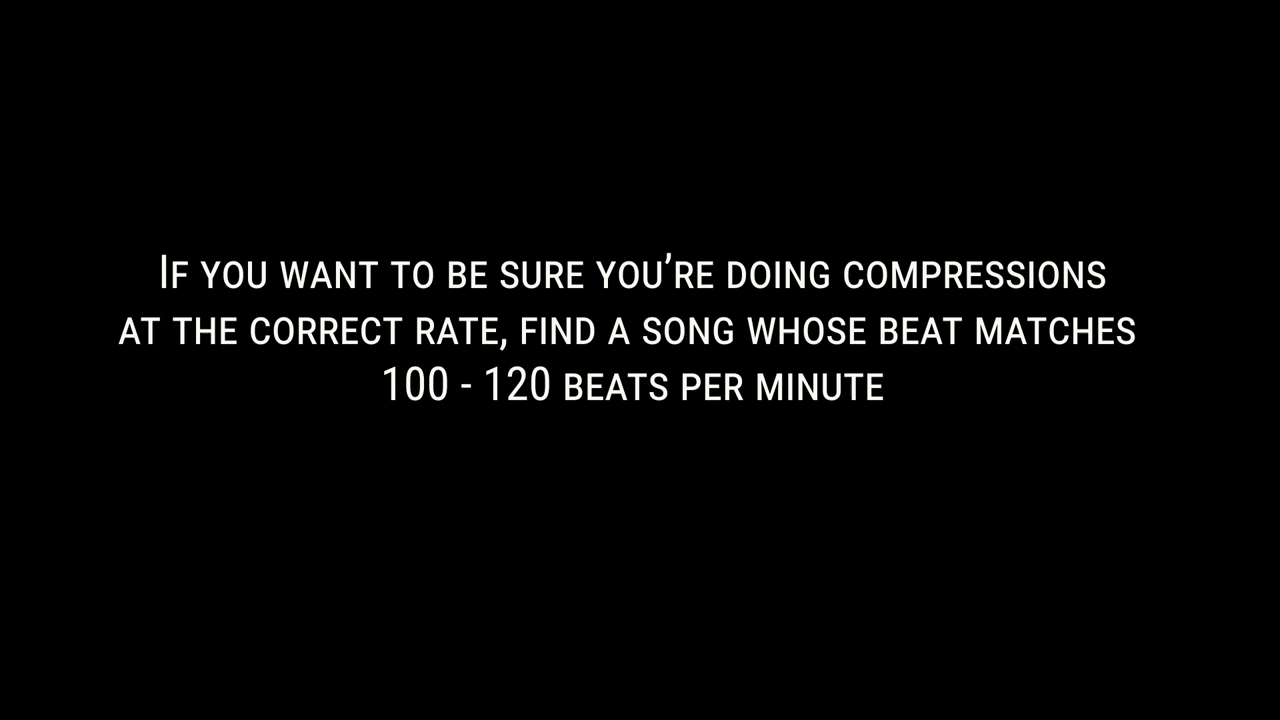 If you want to be sure you’re doing compressions
at the correct rate, find a song whose beat matches
100 - 120 beats per minute